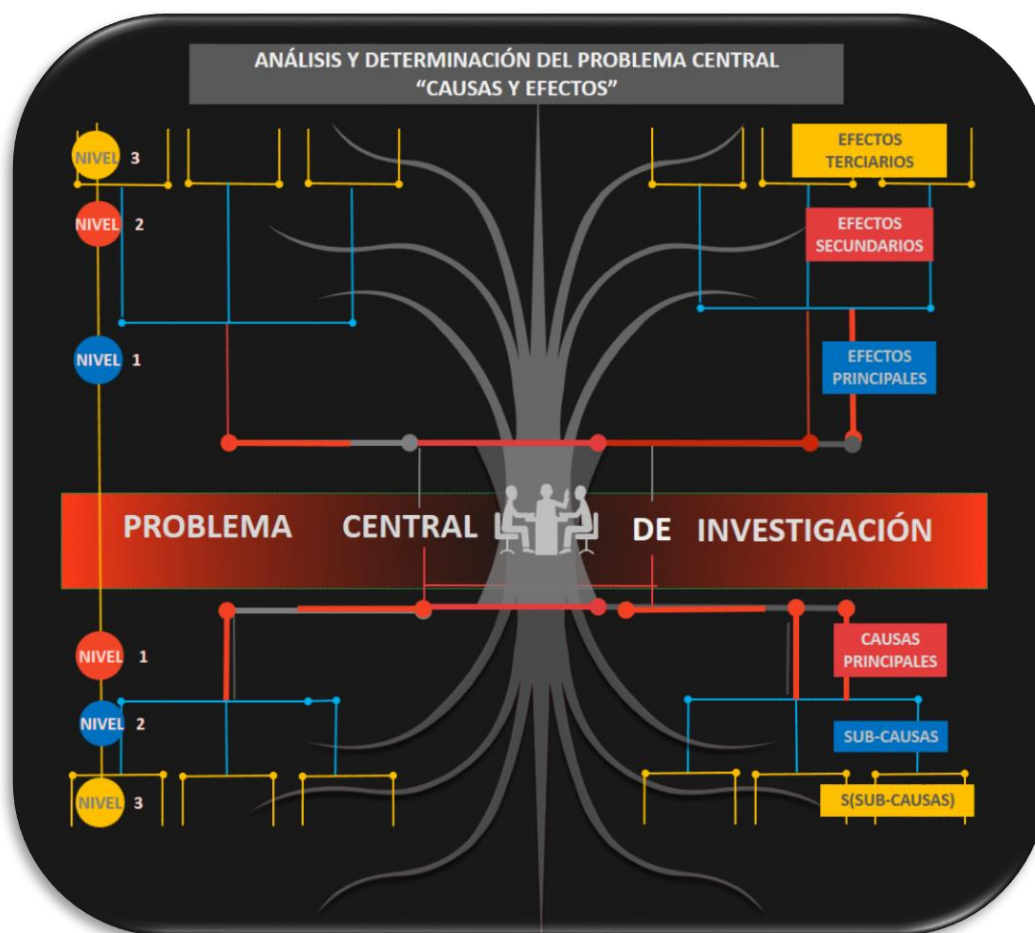 ANÁLISIS Y DETERMINACIÓN DEL PROBLEMA CENTRAL
“CAUSAS Y EFECTOS”
NIVEL 3
EFECTOS
TERCIARIOS
NIVEL 2
EFECTOS
SECUNDARIOS
NIVEL 1
EFECTOS
PRINCIPALES
PROBLEMA CENTRAL DE INVESTIGACIÓN
NIVEL 1
CAUSAS
PRINCIPALES
NIVEL 2
SUB-CAUSAS
NIVEL 3
S(SUB-CAUSAS)